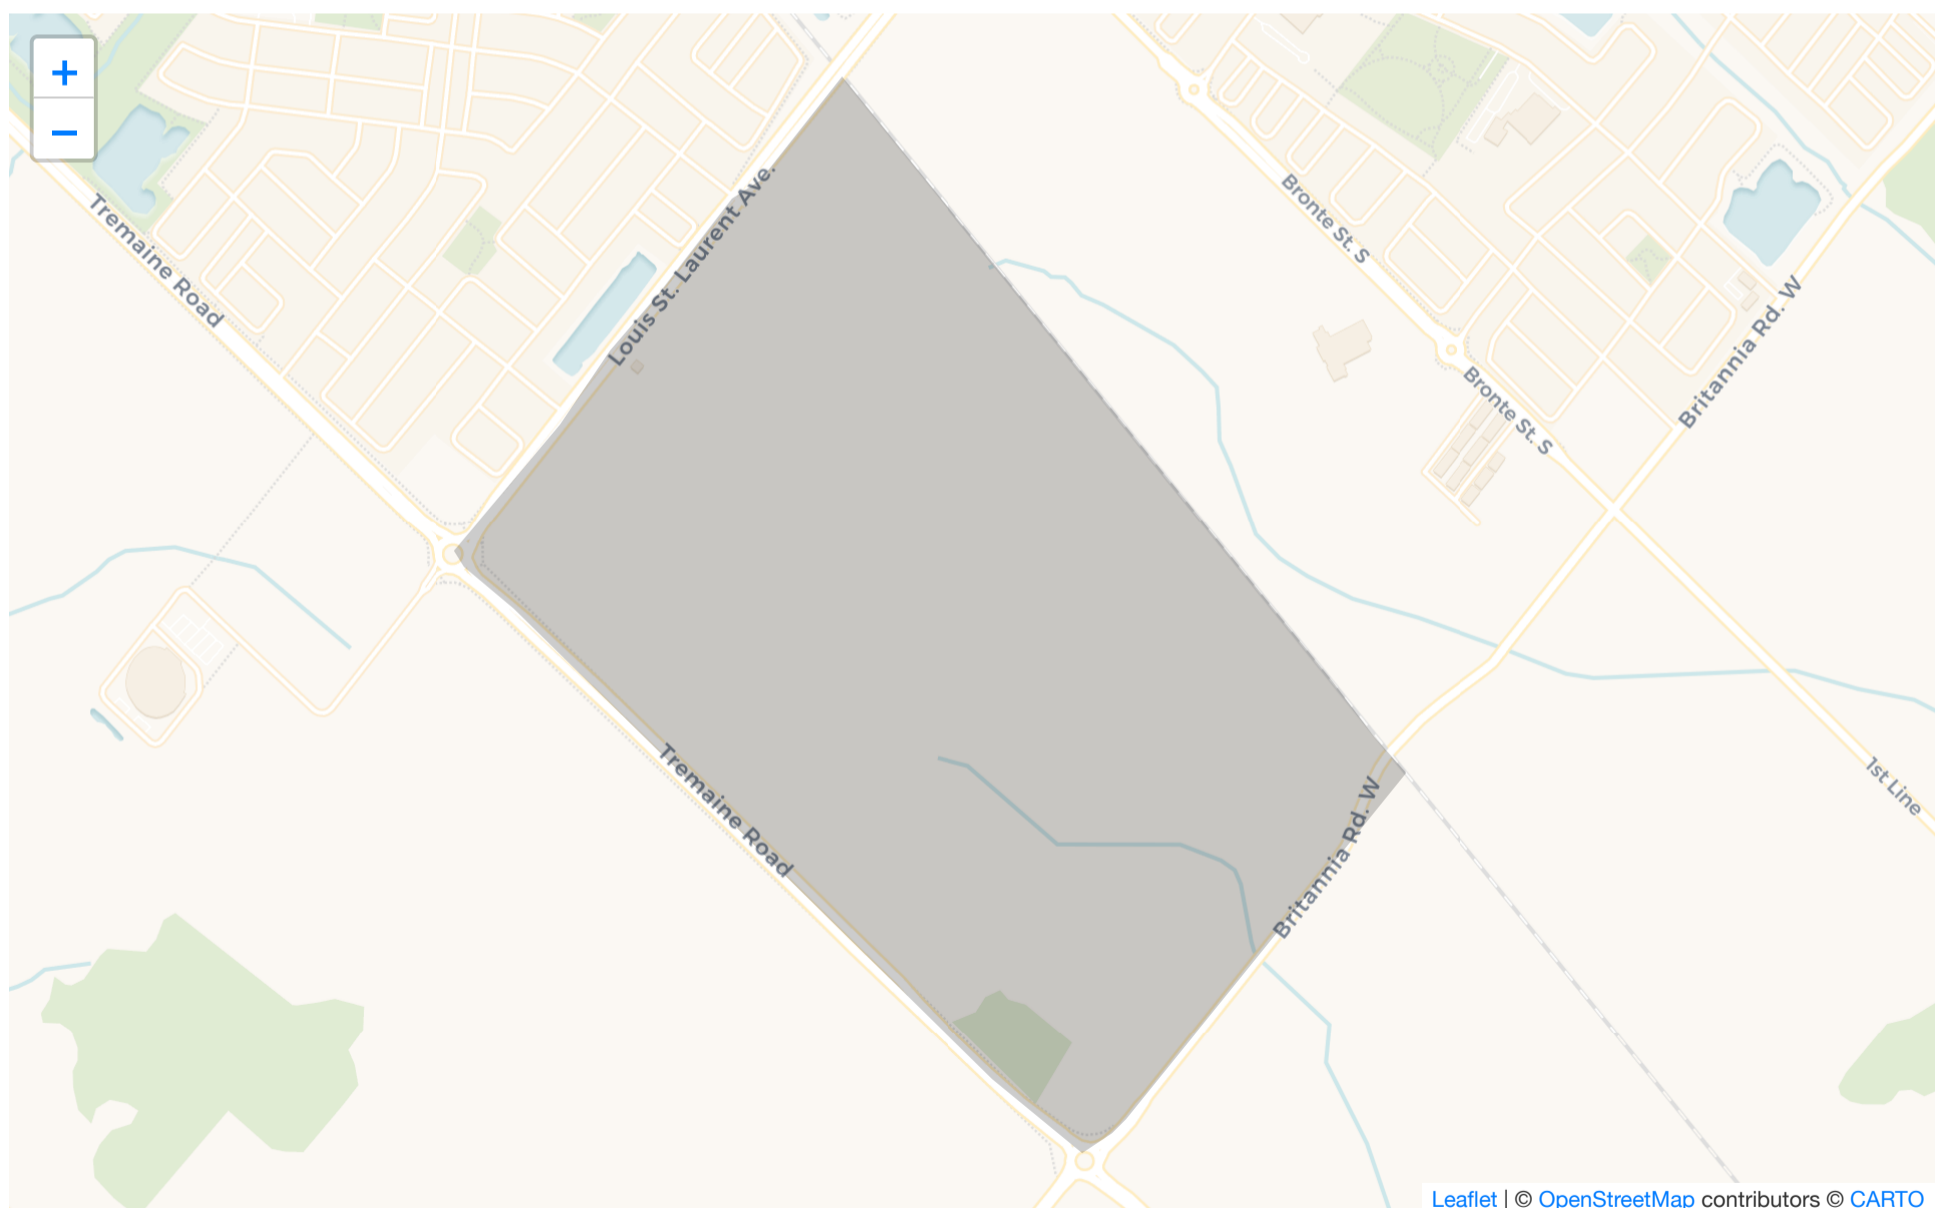 +
−
Tremaine Road
Louis St. Laurent Ave.
Bronte St. S
Bronte St. S
Britannia Rd. W
Tremaine Road
Britannia Rd. W
1st Line
Leaflet | © OpenStreetMap contributors © CARTO